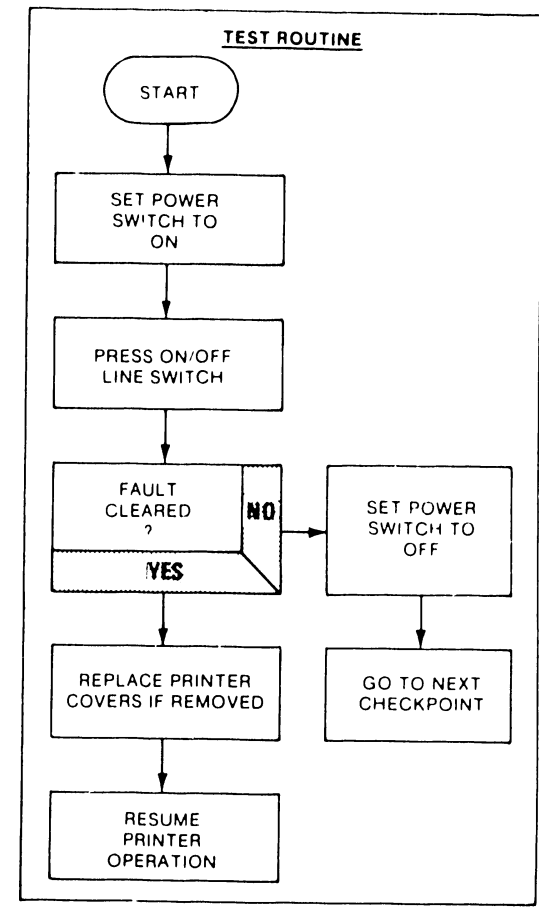 TEST ROUTINE
START
SET POWER
SWITCH TO
ON
PRESS ON/OFF
LINE SWITCH
FAULT
CLEARED
?
NO
YES
SET POWER
SWITCH TO
OFF
REPLACE PRINTER
COVERS IF REMOVED
GO TO NEXT
CHECKPOINT
RESUME
PRINTER
OPERATION